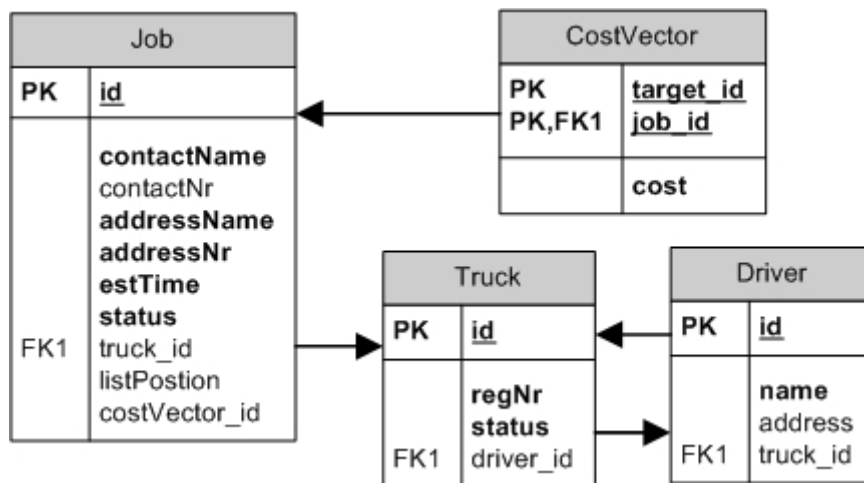 Job
PK id
contactName
contactNr
addressName
addressNr
estTime
status
FK1 truck_id
listPostion
costVector_id
CostVector
PK target_id
PK,FK1 job_id
cost
Truck
PK id
regNr
status
FK1 driver_id
Driver
PK id
name
address
FK1 truck_id